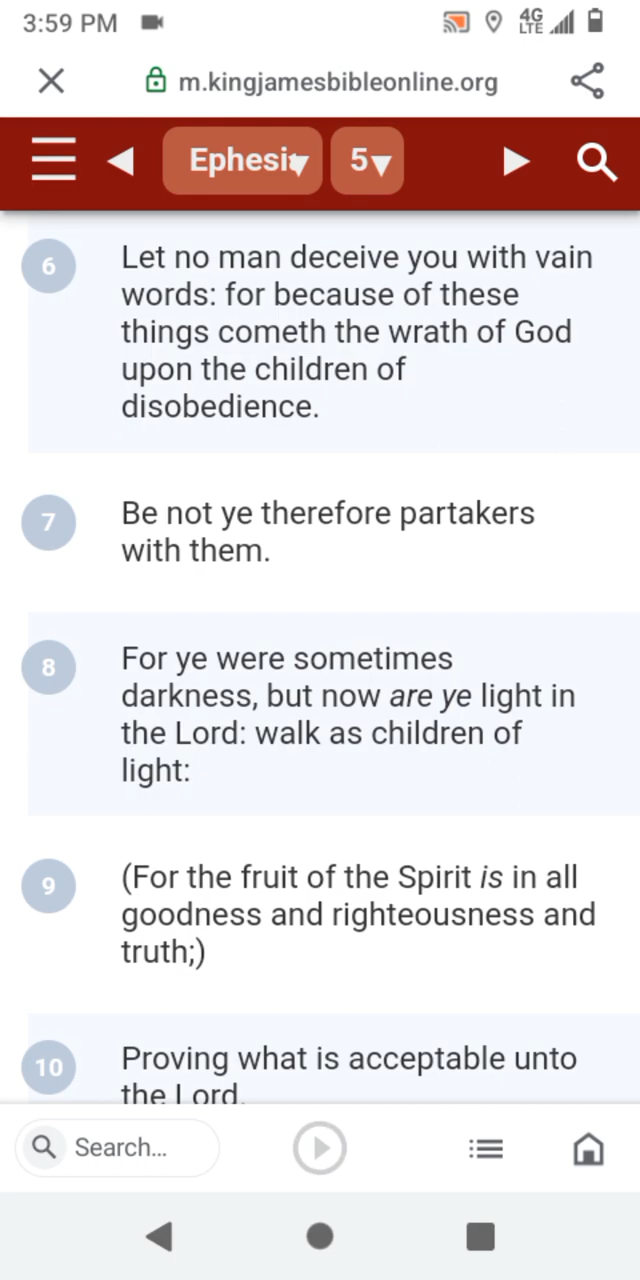 3:59 PM
4G
LTE
m.kingjamesbibleonline.org
Ephesi
5
6
Let no man deceive you with vain
words: for because of these
things cometh the wrath of God
upon the children of
disobedience.
7
Be not ye therefore partakers
with them.
8
For ye were sometimes
darkness, but now are ye light in
the Lord: walk as children of
light:
9
(For the fruit of the Spirit is in all
goodness and righteousness and
truth;)
10
Proving what is acceptable unto
the Lord.
Search...